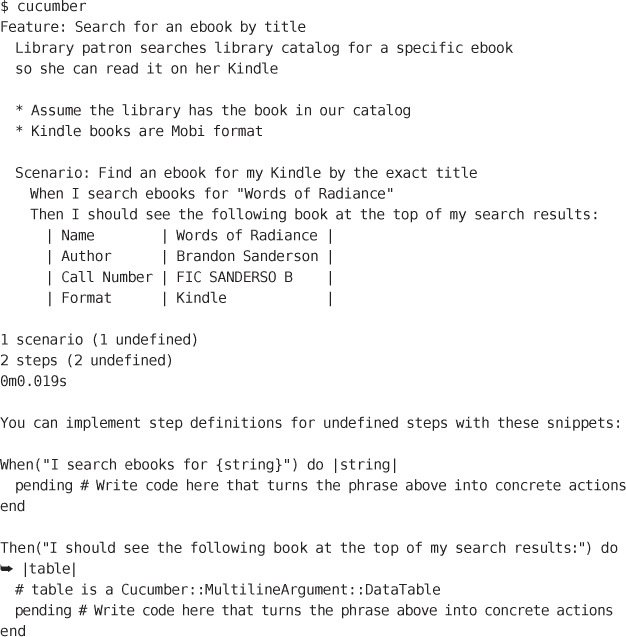 $ cucumber
Feature: Search for an ebook by title
  Library patron searches library catalog for a specific ebook
  so she can read it on her Kindle

  * Assume the library has the book in our catalog
  * Kindle books are Mobi format

  Scenario: Find an ebook for my Kindle by the exact title
    When I search ebooks for "Words of Radiance"
    Then I should see the following book at the top of my search results:
      | Name        | Words of Radiance |
      | Author      | Brandon Sanderson |
      | Call Number | FIC SANDERSO B    |
      | Format      | Kindle            |

1 scenario (1 undefined)
2 steps (2 undefined)
0m0.019s

You can implement step definitions for undefined steps with these snippets:

When("I search ebooks for {string}") do |string|
  pending # Write code here that turns the phrase above into concrete actions
end

Then("I should see the following book at the top of my search results:") do
➥ |table|
  # table is a Cucumber::MultilineArgument::DataTable
  pending # Write code here that turns the phrase above into concrete actions
end